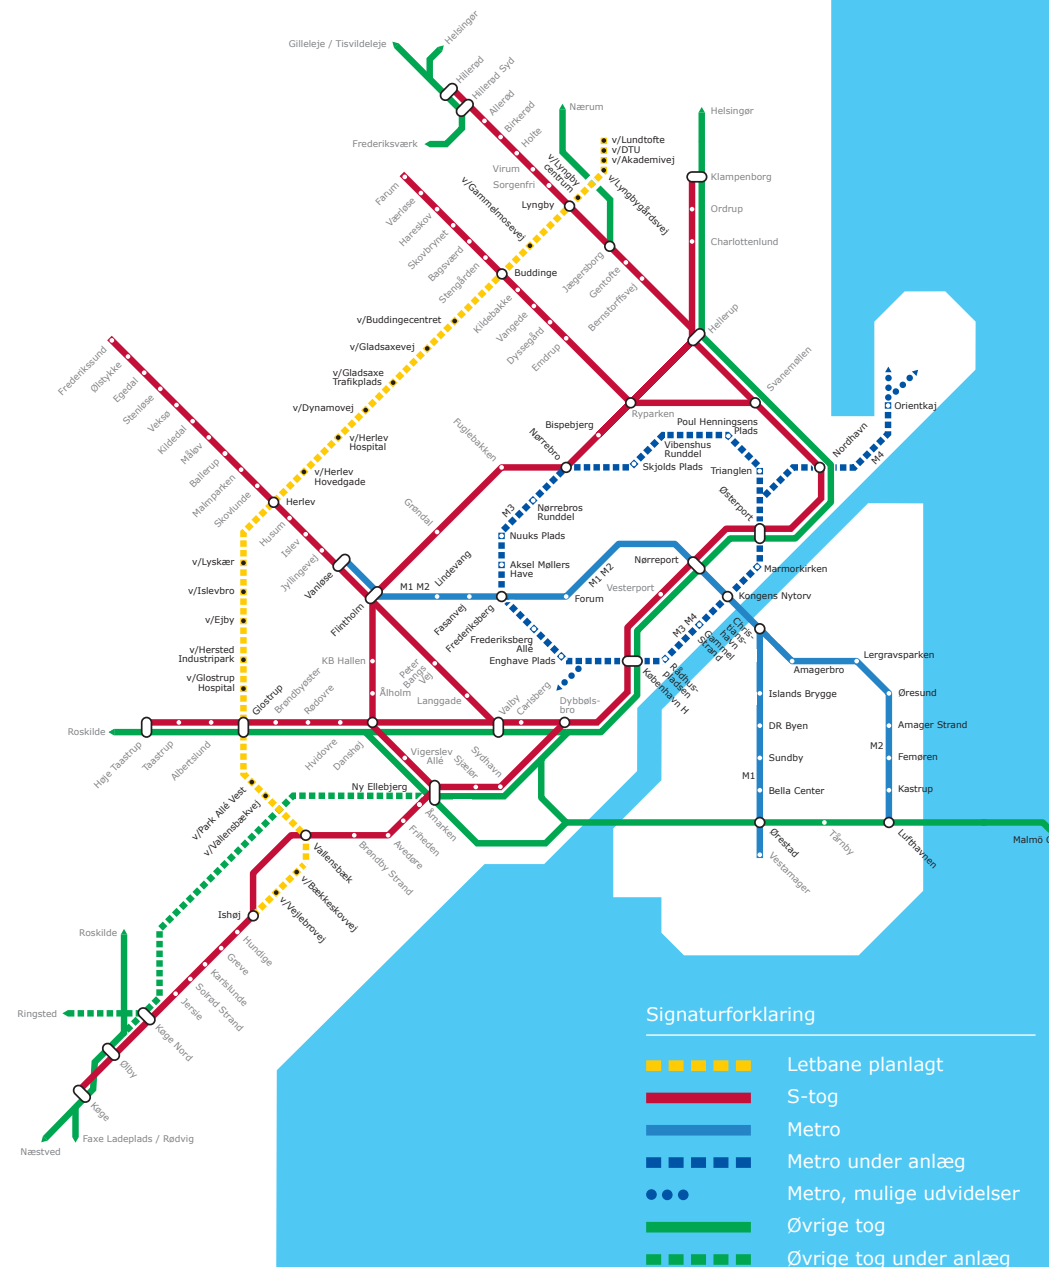 Helsingør
Gilleleje / Tisvildeleje
Hillerød
Hillerød Syd
Allerød
Birkerød
Holte
Frederiksværk
Virum
Sorgenfri
Nærum
Helsingør
v/Lundtofte
v/DTU
v/Akademivej
v/Lyngby
centrum
v/Lyngbygårdsvej
Klampenborg
Ordrup
Charlottenlund
Farum
Værløse
Hareskov
Skovbrynet
Bagsværd
Stengården
v/Gammelmosevej
Lyngby
Buddinge
Jægersborg
Gentofte
Bernstorffsvej
Hellerup
Kildebakke
Vangede
Dyssegård
Emdrup
v/Buddingecentret
v/Gladsaxevej
v/Gladsaxe
Trafikplads
v/Dynamovej
v/Herlev
Hospital
v/Herlev
Hovedgade
Frederikssund
Ølstykke
Egedal
Stenløse
Veksø
Kildedal
Måløv
Ballerup
Malmparken
Skovlunde
Herlev
Husum
Islev
Jyllingevej
Vanløse
Flintholm
Svanemøllen
Ryparken
Bispebjerg
Nørrebro
Fuglebakken
Grøndal
Poul Henningsens
Plads
Vibenshus
Runddel
Skjolds Plads
Trianglen
Nordhavn
Orientkaj
M4
Østerport
M3
Nørrebros
Runddel
Nuuks Plads
Aksel Møllers
Have
M1 M2
Lindevang
Fasanvej
Frederiksberg
Forum
M1 M2
Nørreport
Vesterport
Marmorkirken
Kongens Nytorv
Chris-
tians-
havn
M3 M4
Gammel
Strand
Rådhus-
pladsen
København H
Frederiksberg
Allé
Enghave Plads
v/Lyskær
v/Islevbro
v/Ejby
v/Hersted
Industripark
v/Glostrup
Hospital
KB Hallen
Ålholm
Peter
Bangs
Vej
Langgade
Valby
Carlsberg
Dybbøls-
bro
Amagerbro
Lergravsparken
Islands Brygge
Øresund
DR Byen
Amager Strand
M2
Sundby
Femøren
M1
Bella Center
Kastrup
Ørestad
Vestamager
Tårnby
Lufthavnen
Malmö C
Roskilde
Høje Taastrup
Taastrup
Albertslund
Glostrup
Brøndbyøster
Rødovre
Hvidovre
Danshøj
Vigerslev
Allé
Sjælør
Sydhavn
Ny Ellebjerg
Åmarken
Friheden
Avedøre
Brøndby Strand
v/Park Allé Vest
v/Vallensbækvej
Vallensbæk
v/Bækkeskovvej
v/Vejlebrovej
Ishøj
Hundige
Greve
Karlslunde
Solrød Strand
Jersie
Roskilde
Ringsted
Køge Nord
Ølby
Køge
Faxe Ladeplads / Rødvig
Næstved
Signaturforklaring
Letbane planlagt
S-tog
Metro
Metro under anlæg
Metro, mulige udvidelser
Øvrige tog
Øvrige tog under anlæg